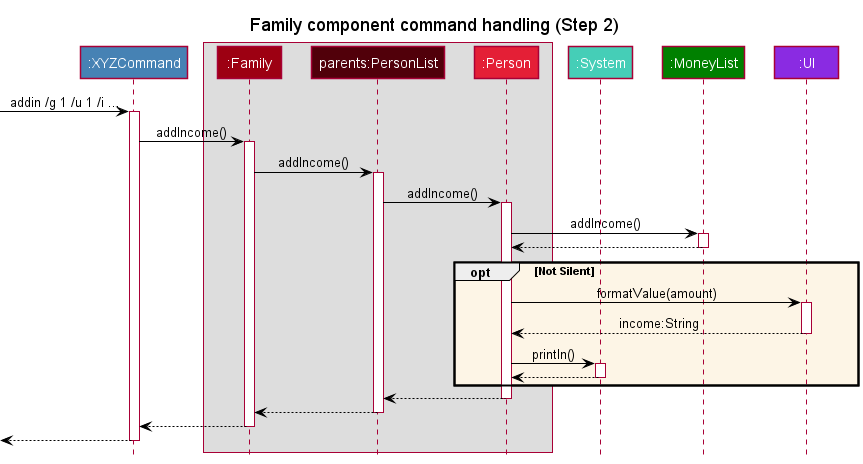 Family component command handling (Step 2)
:XYZCommand
:Family
parents:PersonList
:Person
:System
:MoneyList
:UI
addin /g 1 /u 1 /i ...
addIncome()
addIncome()
addIncome()
addIncome()
opt
[Not Silent]
formatValue(amount)
income:String
println()